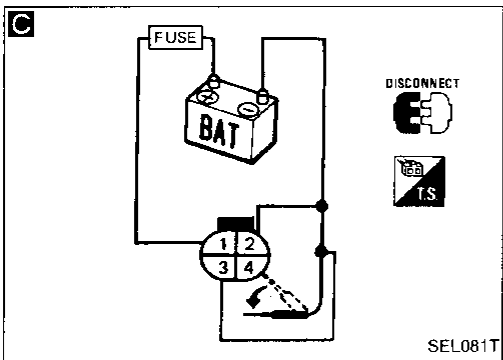 C
FUSE
+ −
BAT
DISCONNECT
T.S.
1 2
3 4
SEL081T